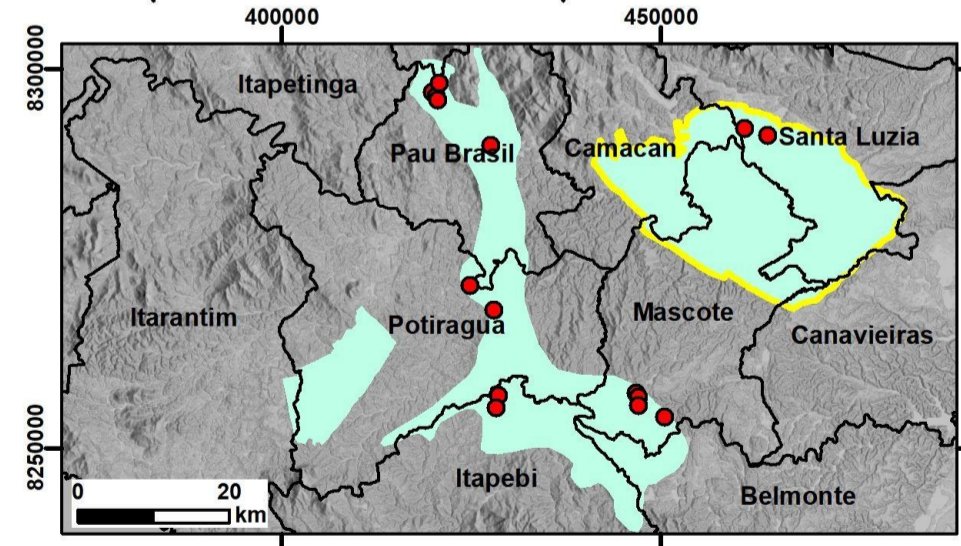 400000
450000
8300000
Itapetinga
Camacan
Santa Luzia
Pau Brasil
Itarantim
Potiragua
Mascote
Canavieiras
8250000
Itapebi
Belmonte
0
20
km